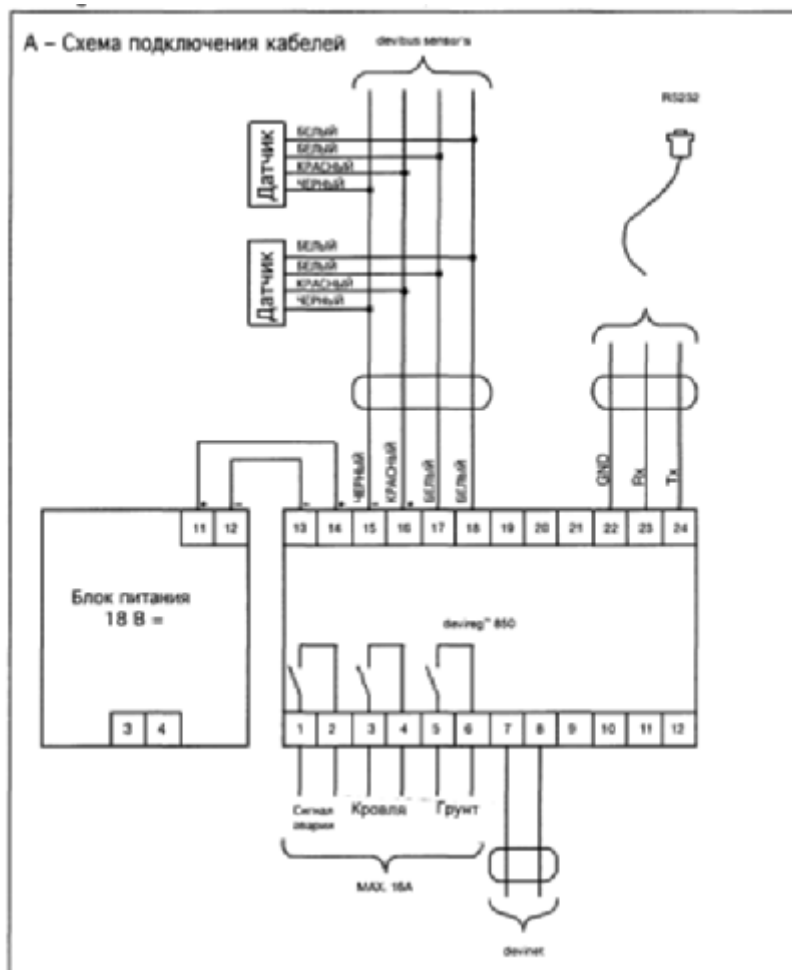 А – Схема подключения кабелей
devibus sensors
RS232
Датчик
БЕЛЫЙ
БЕЛЫЙ
КРАСНЫЙ
ЧЕРНЫЙ
Датчик
БЕЛЫЙ
БЕЛЫЙ
КРАСНЫЙ
ЧЕРНЫЙ
ЧЕРНЫЙ
КРАСНЫЙ
БЕЛЫЙ
БЕЛЫЙ
GND
Rx
Tx
+ - - + - +
11 12
13 14 15 16 17 18 19 20 21 22 23 24
Блок питания
18 В =
devireg™ 850
3 4
1 2 3 4 5 6 7 8 9 10 11 12
Сигнал аварии
Кровля
Грунт
MAX. 16A
devinet